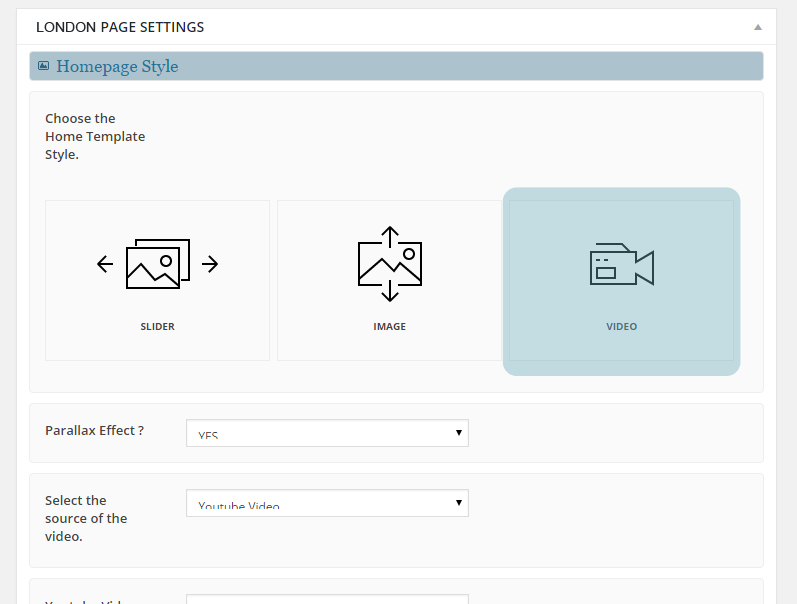 LONDON PAGE SETTINGS
Homepage Style
Choose the
Home Template
Style.
SLIDER
IMAGE
VIDEO
Parallax Effect ?
YES
Select the
source of the
video.
Youtube Video